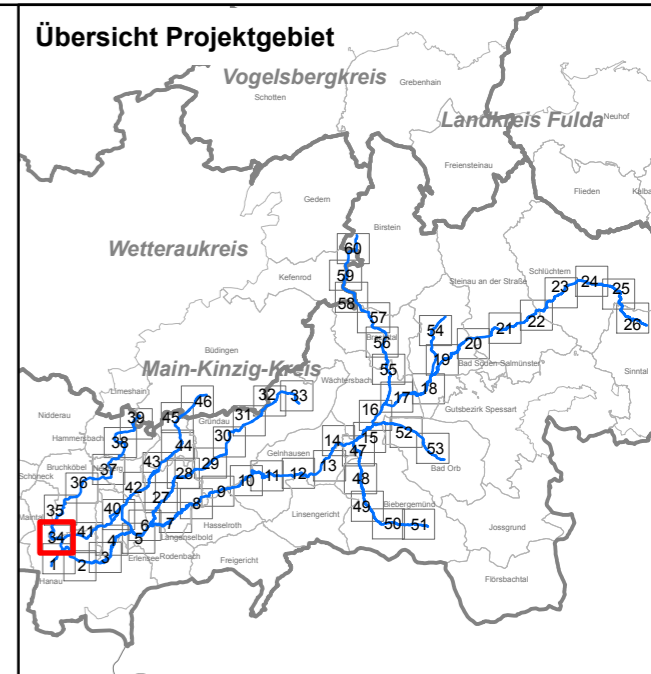 Übersicht Projektgebiet
Vogelsbergkreis
Grebenhain
Schotten
Landkreis Fulda
Neuhof
Freiensteinau
Flieden
Kalba
Gedern
Birstein
Wetteraukreis
60
Kefenrod
59
Steinau an der Straße
Schlüchtern
23
24
25
58
57
54
22
26
21
56
20
Sinntal
Büdingen
19
Bad Soden-Salmünster
Main-Kinzig-Kreis
55
Wächtersbach
18
17
Limeshain
46
32
33
Gutsbezirk Spessart
Nidderau
39
45
31
Gründau
16
Hammersbach
38
30
14
15
52
44
Gelnhausen
47
53
Bruchköbel
37
43
29
13
Bad Orb
Schöneck
36
28
10
11
12
48
42
9
27
8
Linsengericht
49
Biebergemünd
35
40
Hasselroth
50
51
Jossgrund
Maintal
41
6
7
34
4
5
Langenselbold
3
Erlensee
Rodenbach
Freigericht
1
2
Hanau
Flörsbachtal